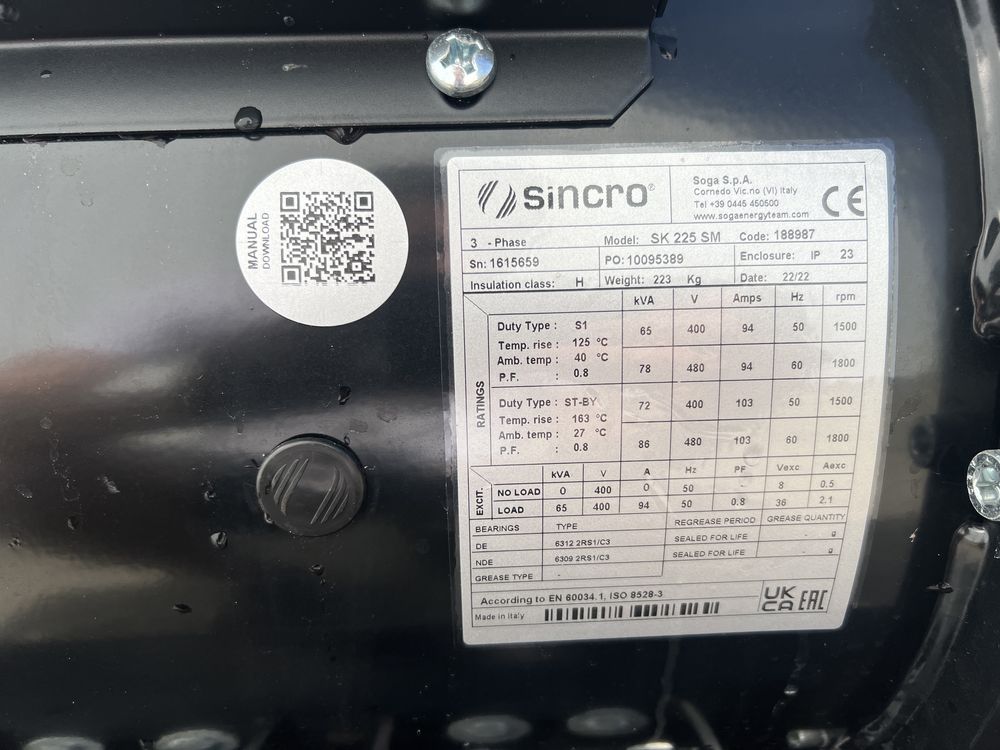 MANUAL
DOWNLOAD
sincro®
Soga S.p.A.
Cornedo Vic.no (VI) Italy
Tel +39 0445 450500
www.sogaenergyteam.com
CE
3 - Phase Model: SK 225 SM Code: 188987
Sn: 1615659 PO: 10095389 Enclosure: IP 23
Insulation class: H Weight: 223 Kg Date: 22/22
RATINGS
kVA V Amps Hz rpm
Duty Type : S1
Temp. rise : 125 °C
Amb. temp : 40 °C
P.F. : 0.8
65 400 94 50 1500
78 480 94 60 1800
Duty Type : ST-BY
Temp. rise : 163 °C
Amb. temp : 27 °C
P.F. : 0.8
72 400 103 50 1500
86 480 103 60 1800
EXCIT.
kVA V A Hz PF Vexc Aexc
NO LOAD 0 400 0 50 - 8 0.5
LOAD 65 400 94 50 0.8 36 2.1
BEARINGS TYPE REGREASE PERIOD GREASE QUANTITY
DE 6312 2RS1/C3 SEALED FOR LIFE - g
NDE 6309 2RS1/C3 SEALED FOR LIFE - g
GREASE TYPE -
According to EN 60034.1, ISO 8528-3
Made in Italy
UK
CA
EAC